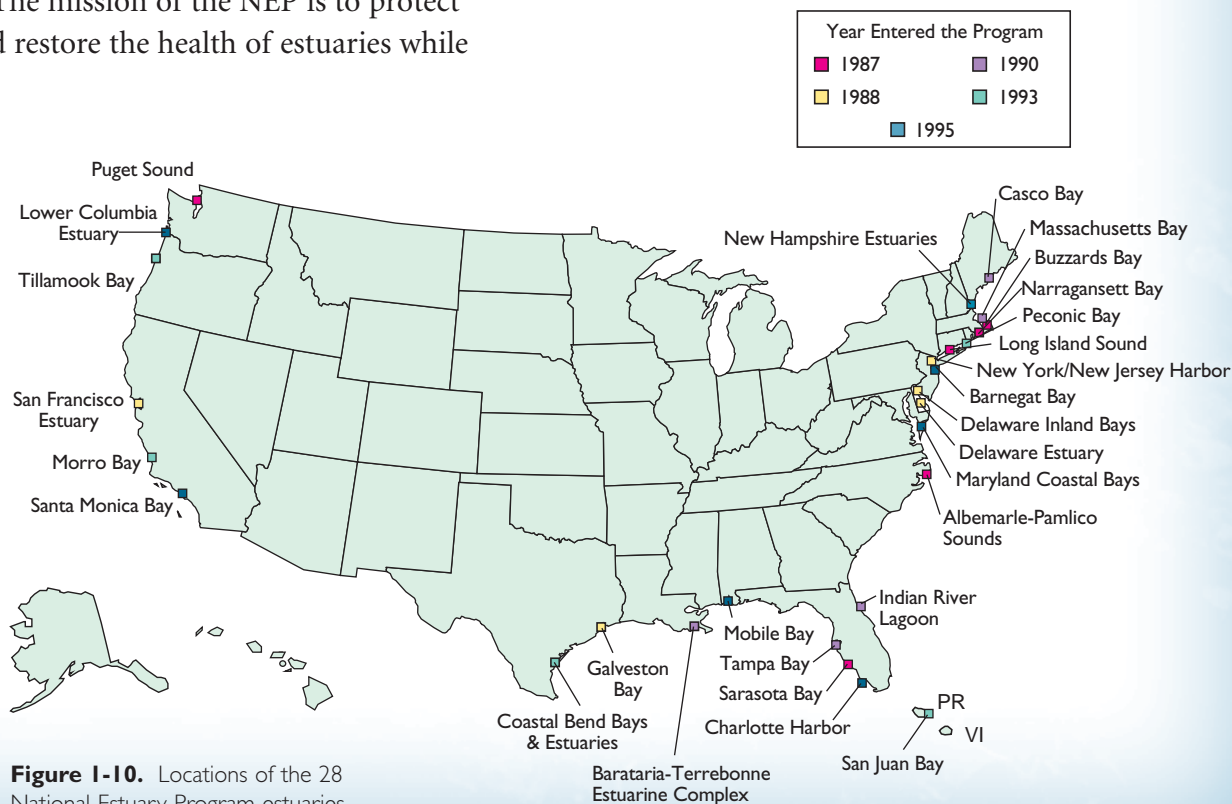 The mission of the NEP is to protect
restore the health of estuaries while
Year Entered the Program
1987
1990
1988
1993
1995
Puget Sound
Lower Columbia
Estuary
Tillamook Bay
San Francisco
Estuary
Morro Bay
Santa Monica Bay
New Hampshire Estuaries
Casco Bay
Massachusetts Bay
Buzzards Bay
Narragansett Bay
Peconic Bay
Long Island Sound
New York/New Jersey Harbor
Barnegat Bay
Delaware Inland Bays
Delaware Estuary
Maryland Coastal Bays
Albemarle-Pamlico
Sounds
Indian River
Lagoon
Mobile Bay
Tampa Bay
Sarasota Bay
Charlotte Harbor
Galveston
Bay
Coastal Bend Bays
& Estuaries
Barataria-Terrebonne
Estuarine Complex
PR
VI
San Juan Bay
Figure 1-10. Locations of the 28
National Estuary Program estuaries